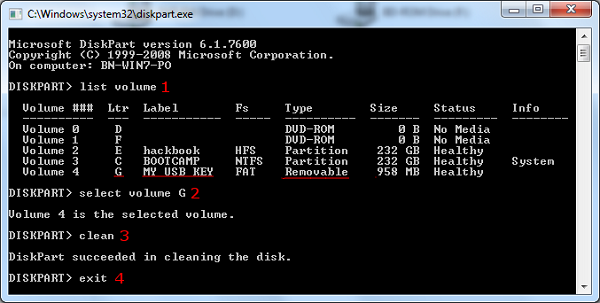 C:\Windows\system32\diskpart.exe
Microsoft DiskPart version 6.1.7600
Copyright (C) 1999-2008 Microsoft Corporation.
On computer: BN-WIN7-PO
DISKPART> list volume 1
Volume ### Ltr Label Fs Type Size Status Info
---------- --- ----------- ----- ---------- ------- --------- --------
Volume 0 D DVD-ROM 0 B No Media
Volume 1 F DVD-ROM 0 B No Media
Volume 2 E hackbook HFS Partition 232 GB Healthy
Volume 3 C BOOTCAMP NTFS Partition 232 GB Healthy System
Volume 4 G MY USB KEY FAT Removable 958 MB Healthy
DISKPART> select volume G 2
Volume 4 is the selected volume.
DISKPART> clean 3
DiskPart succeeded in cleaning the disk.
DISKPART> exit 4